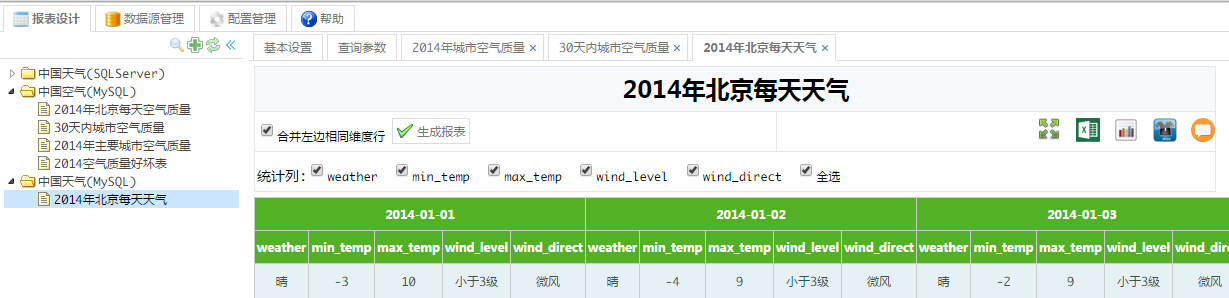 报表设计 数据源管理 配置管理 帮助
基本设置 查询参数 2014年城市空气质量 × 30天内城市空气质量 × 2014年北京每天天气 ×
中国天气(SQLServer)
中国空气(MySQL)
2014年北京每天空气质量
30天内城市空气质量
2014年主要城市空气质量
2014空气质量好坏表
中国天气(MySQL)
2014年北京每天天气
2014年北京每天天气
合并左边相同维度行 生成报表
统计列: weather min_temp max_temp wind_level wind_direct 全选
2014-01-01 2014-01-02 2014-01-03
weather min_temp max_temp wind_level wind_direct weather min_temp max_temp wind_level wind_direct weather min_temp max_temp wind_level wind_direc
晴 -3 10 小于3级 微风 晴 -4 9 小于3级 微风 晴 -2 9 小于3级 微风